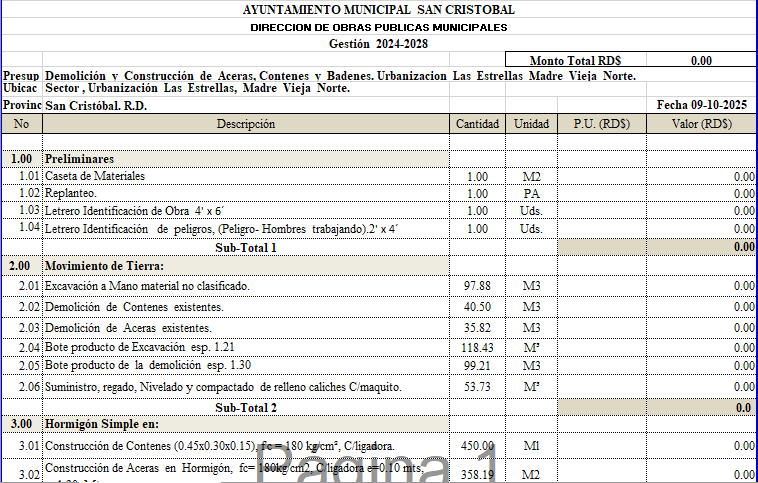 AYUNTAMIENTO MUNICIPAL SAN CRISTOBAL
DIRECCION DE OBRAS PUBLICAS MUNICIPALES
Gestión 2024-2028
Monto Total RD$ 0.00
Presup Demolición y Construcción de Aceras, Contenes y Badenes. Urbanizacion Las Estrellas Madre Vieja Norte.
Ubicac Sector , Urbanización Las Estrellas, Madre Vieja Norte.
Provinc San Cristóbal. R.D. Fecha 09-10-2025
No Descripción Cantidad Unidad P.U. (RD$) Valor (RD$)
1.00 Preliminares
1.01 Caseta de Materiales 1.00 M2 0.00
1.02 Replanteo. 1.00 PA 0.00
1.03 Letrero Identificación de Obra 4' x 6´ 1.00 Uds. 0.00
1.04 Letrero Identificación de peligros, (Peligro- Hombres trabajando).2' x 4´ 1.00 Uds. 0.00
Sub-Total 1 0.00
2.00 Movimiento de Tierra:
2.01 Excavación a Mano material no clasificado. 97.88 M3 0.00
2.02 Demolición de Contenes existentes. 40.50 M3 0.00
2.03 Demolición de Aceras existentes. 35.82 M3 0.00
2.04 Bote producto de Excavación esp. 1.21 118.43 M³ 0.00
2.05 Bote producto de la demolición esp. 1.30 99.21 M3 0.00
2.06 Suministro, regado, Nivelado y compactado de relleno caliches C/maquito. 53.73 M³ 0.00
Sub-Total 2 0.0
3.00 Hormigón Simple en:
3.01 Construcción de Contenes (0.45x0.30x0.15), fc = 180 kg/cm², C/ligadora. 450.00 Ml 0.00
3.02 Construcción de Aceras en Hormigón, fc= 180kg/cm2, C/ligadora e=0.10 mts, 358.19 M2 0.00
Página 1